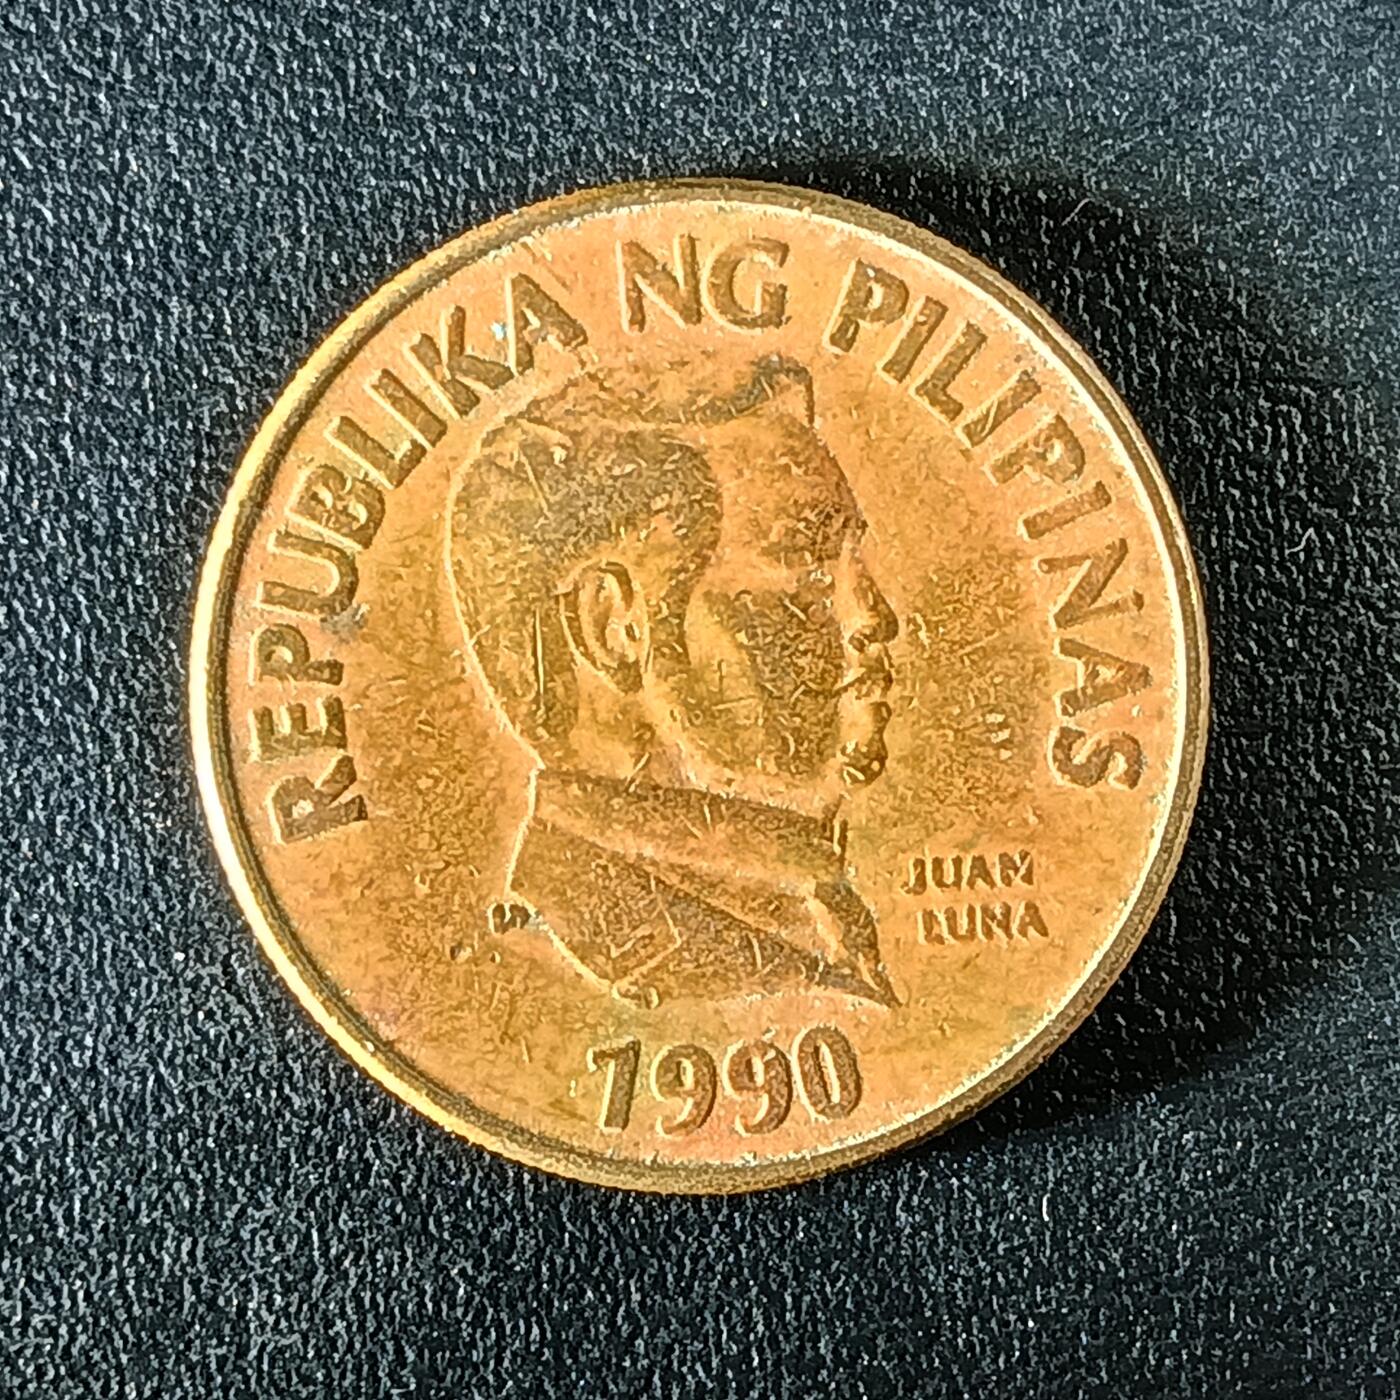 REPUBLIKA NG PILIPINAS
JUAN
LUNA
1990